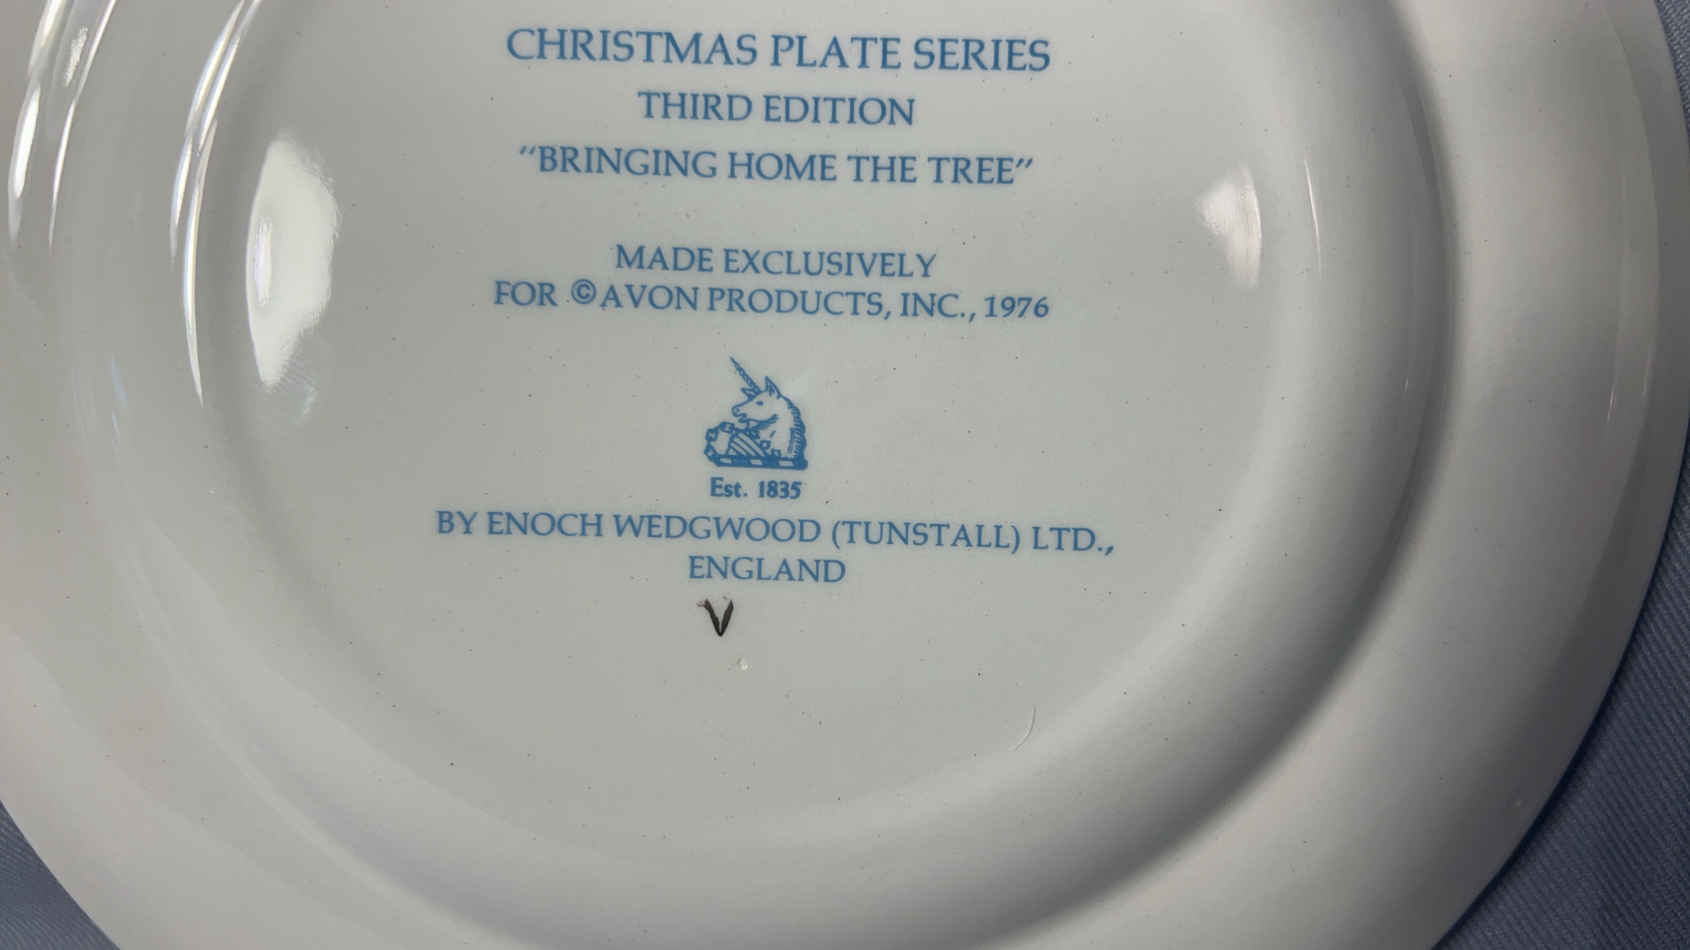 CHRISTMAS PLATE SERIES
THIRD EDITION
"BRINGING HOME THE TREE"
MADE EXCLUSIVELY
FOR ©AVON PRODUCTS, INC., 1976
Est. 1835
BY ENOCH WEDGWOOD (TUNSTALL) LTD.,
ENGLAND
V